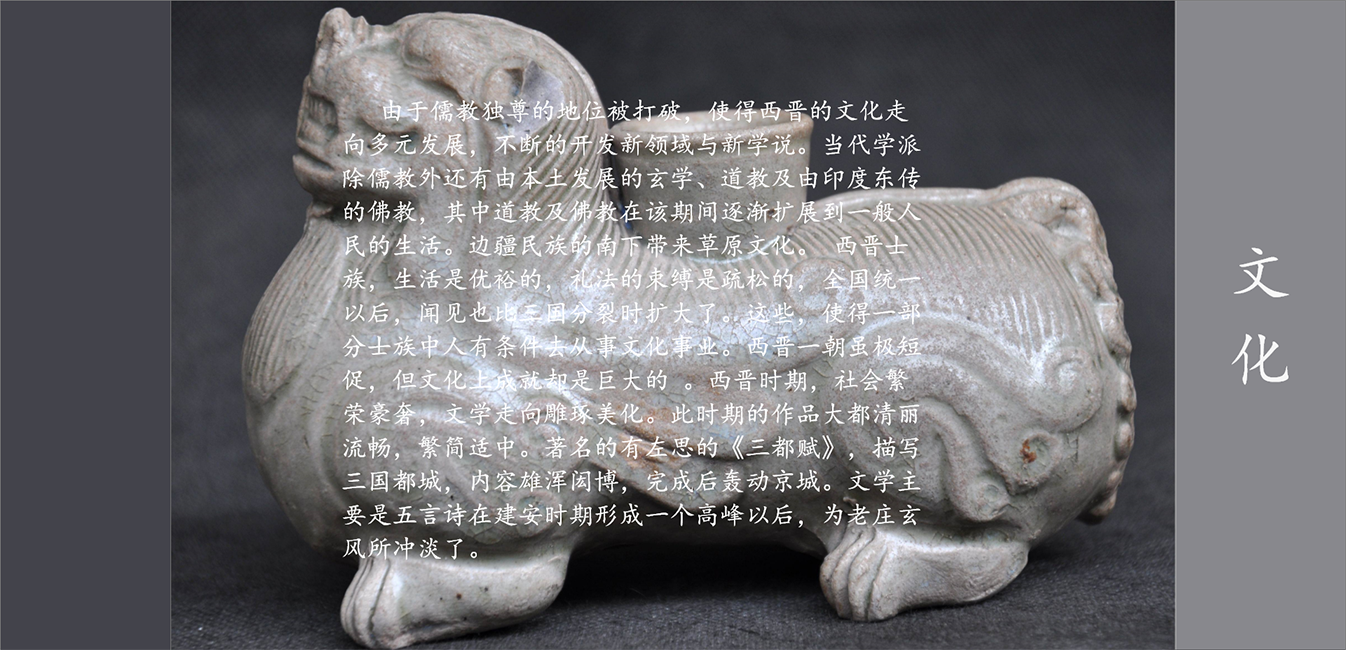 由于儒教独尊的地位被打破，使得西晋的文化走
向多元发展，不断的开发新领域与新学说。当代学派
除儒教外还有由本土发展的玄学、道教及由印度东传
的佛教，其中道教及佛教在该期间逐渐扩展到一般人
民的生活。边疆民族的南下带来草原文化。 西晋士
族，生活是优裕的，礼法的束缚是疏松的，全国统一
以后，闻见也比三国分裂时扩大了。这些，使得一部
分士族中人有条件去从事文化事业。西晋一朝虽极短
促，但文化上成就却是巨大的 。西晋时期，社会繁
荣豪奢，文学走向雕琢美化。此时期的作品大都清丽
流畅，繁简适中。著名的有左思的《三都赋》，描写
三国都城，内容雄浑闳博，完成后轰动京城。文学主
要是五言诗在建安时期形成一个高峰以后，为老庄玄
风所冲淡了。
文化